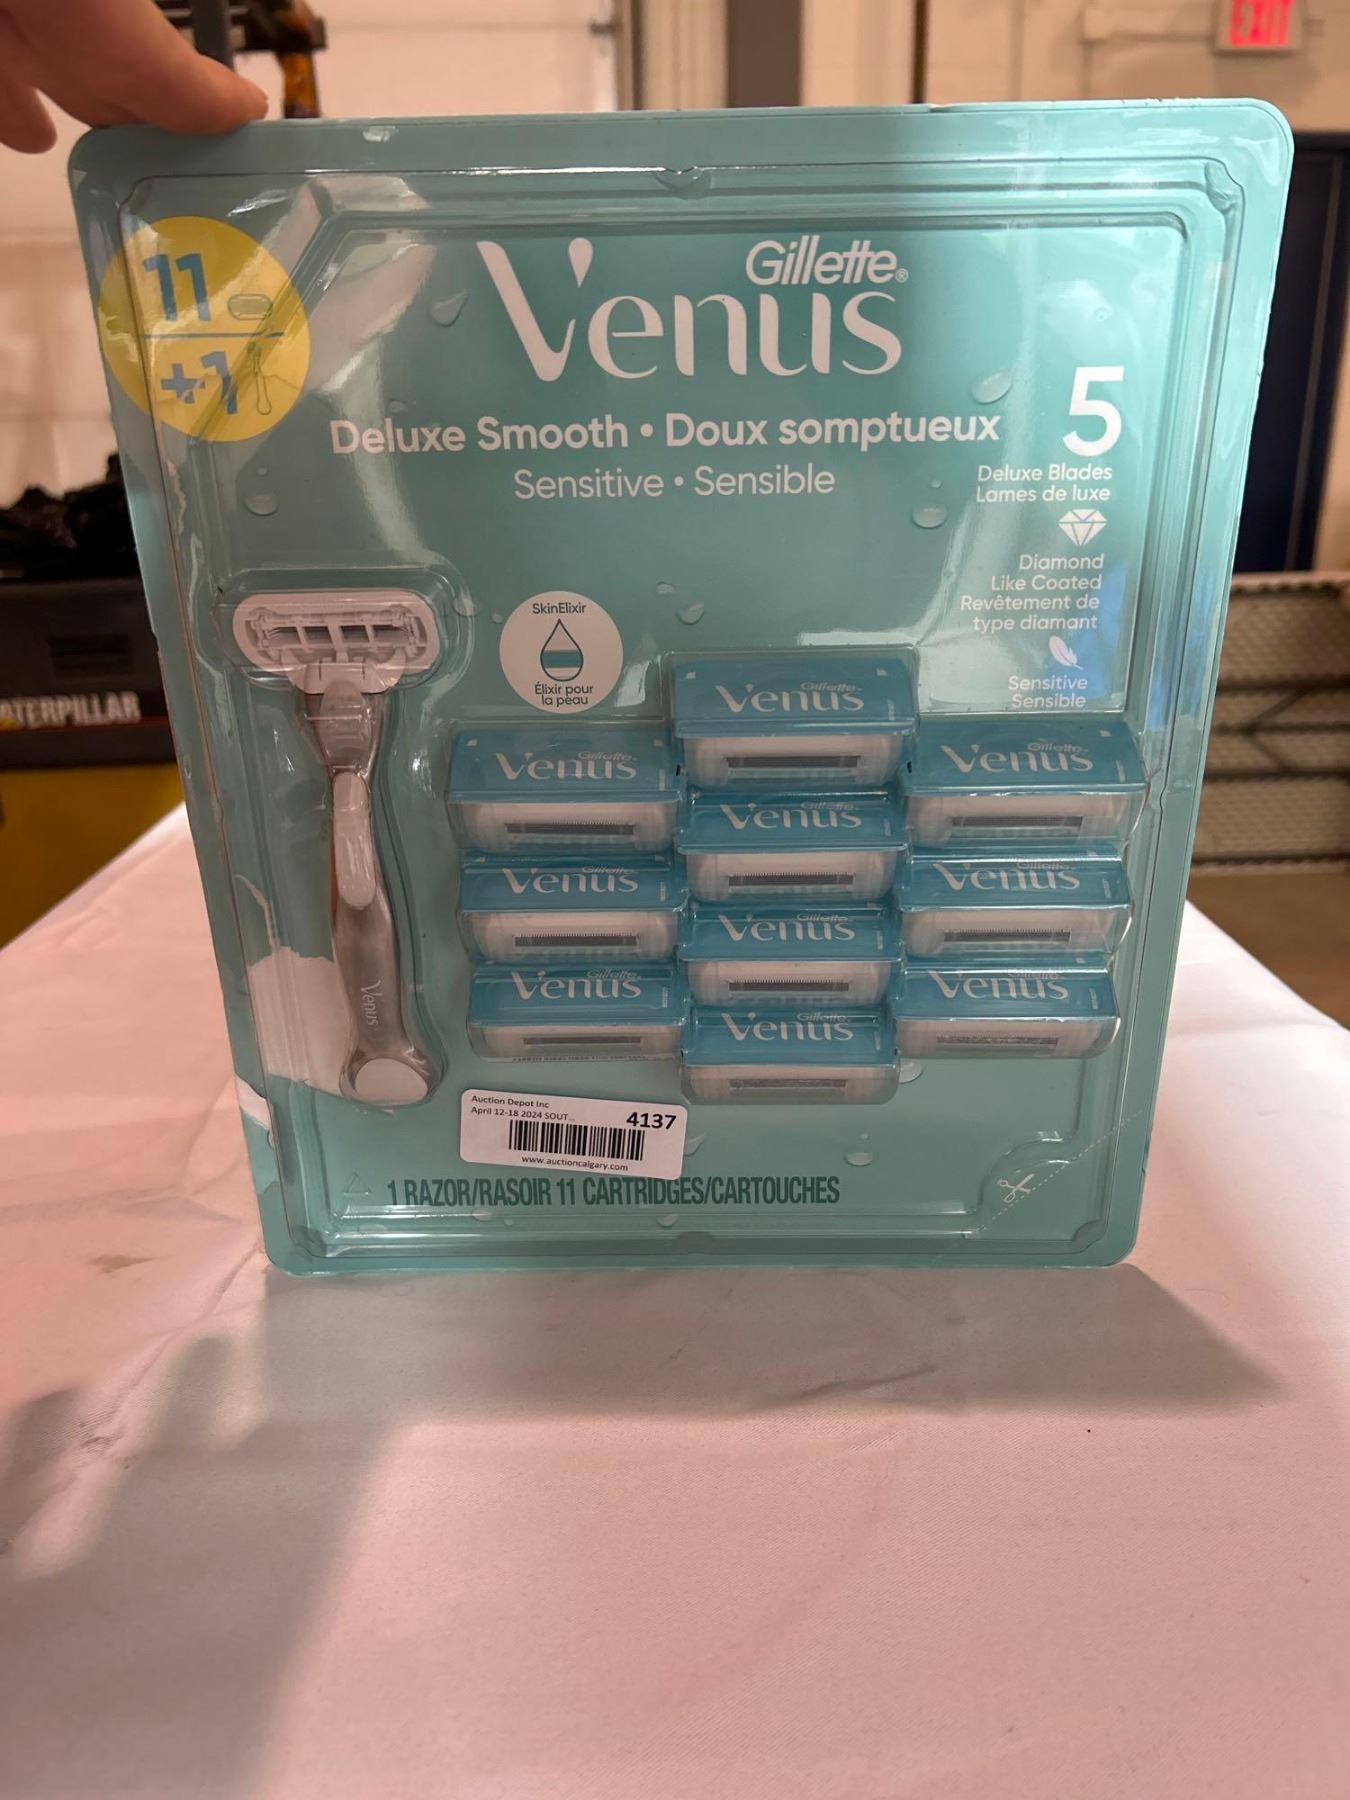 EXIT
11
+1
Gillette®
Venus
Deluxe Smooth • Doux somptueux
Sensitive • Sensible
5
Deluxe Blades
Lames de luxe
Diamond
Like Coated
Revêtement de
type diamant
Sensitive
Sensible
SkinElixir
Élixir pour
la peau
CATERPILLAR
Gillette
Venus
Gillette
Venus
Gillette
Venus
Gillette
Venus
Gillette
Venus
Gillette
Venus
Gillette
Venus
Gillette
Venus
Gillette
Venus
Gillette
Venus
Venus
Auction Depot Inc
April 12-18 2024 SOUT...
4137
www.auctioncalgary.com
1 RAZOR/RASOIR 11 CARTRIDGES/CARTOUCHES